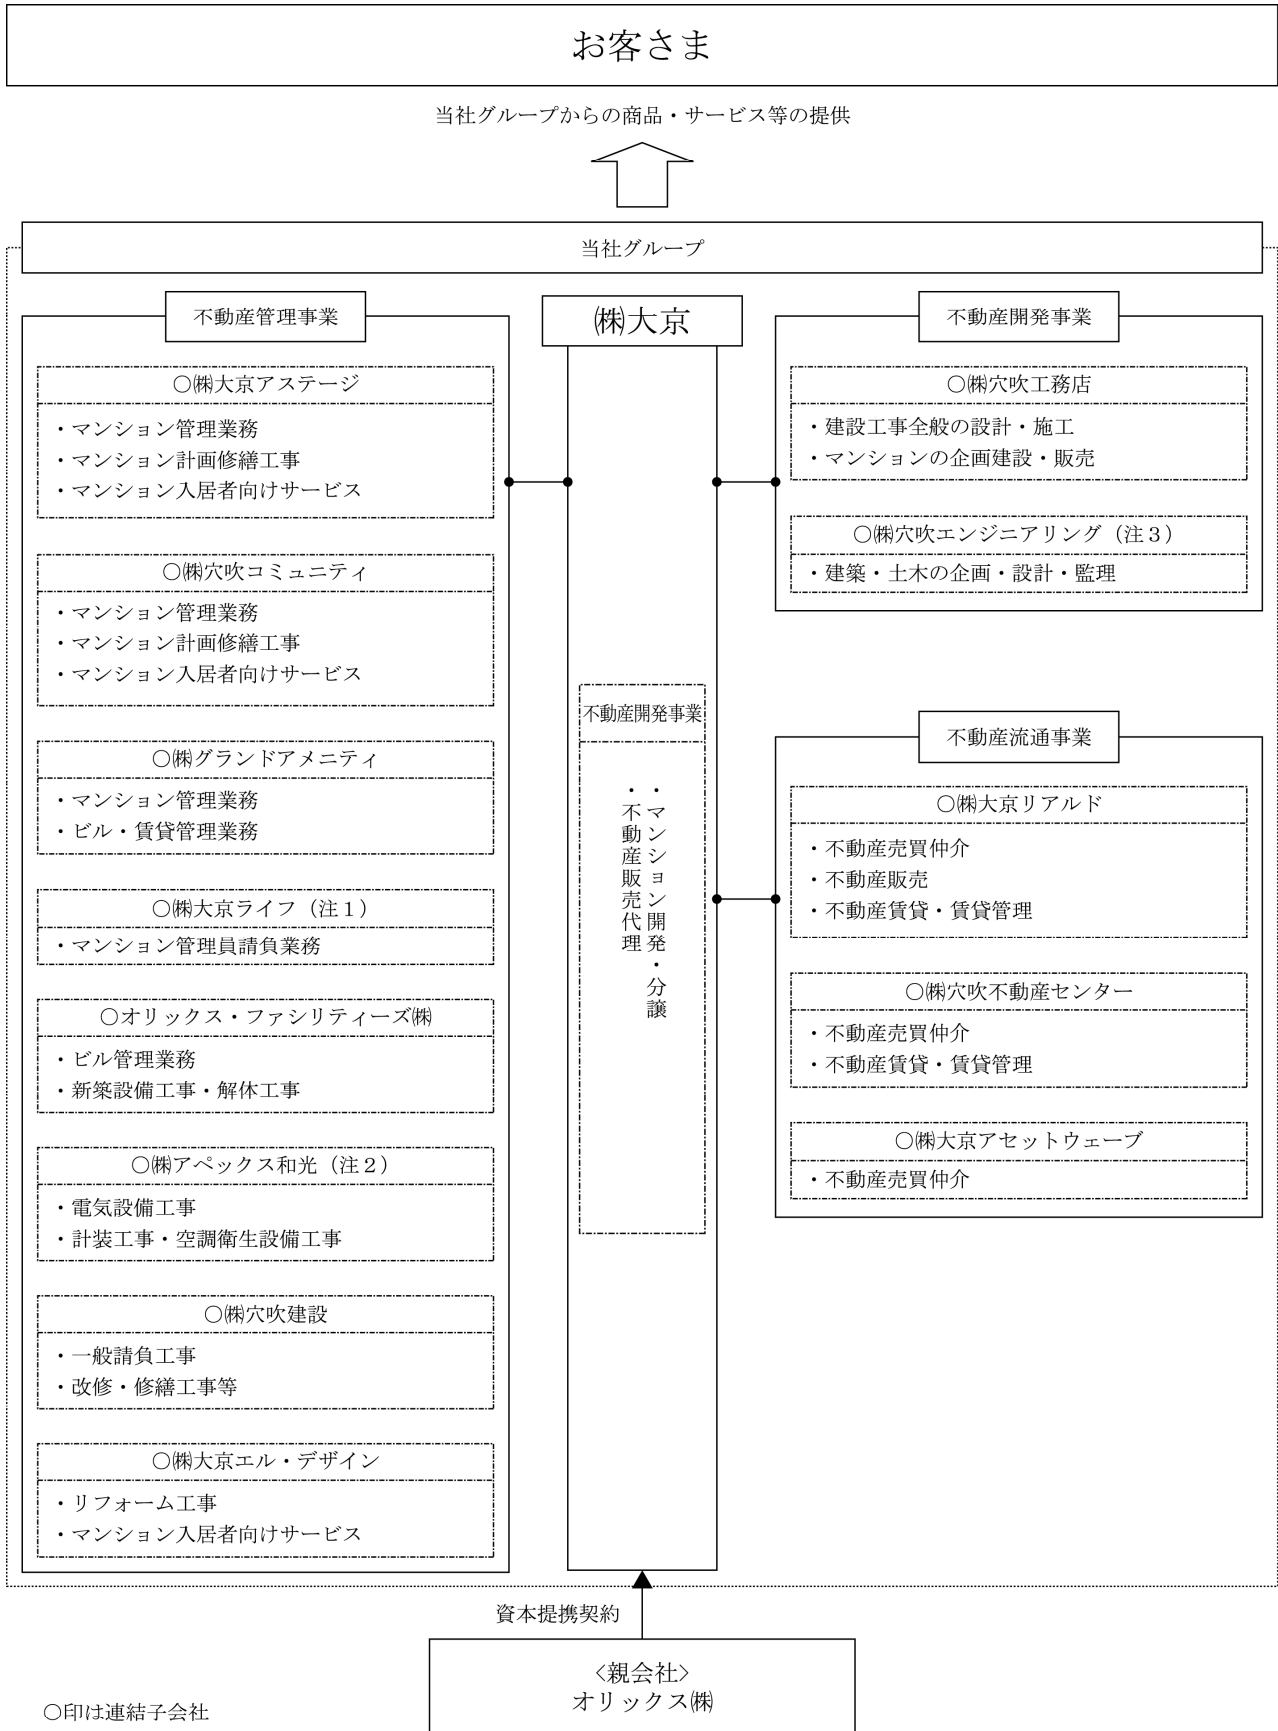 お客さま
当社グループからの商品・サービス等の提供
当社グループ
不動産管理事業
○㈱大京アステージ
・マンション管理業務
・マンション計画修繕工事
・マンション入居者向けサービス
○㈱穴吹コミュニティ
・マンション管理業務
・マンション計画修繕工事
・マンション入居者向けサービス
○㈱グランドアメニティ
・マンション管理業務
・ビル・賃貸管理業務
○㈱大京ライフ（注１）
・マンション管理員請負業務
○オリックス・ファシリティーズ㈱
・ビル管理業務
・新築設備工事・解体工事
○㈱アペックス和光（注２）
・電気設備工事
・計装工事・空調衛生設備工事
○㈱穴吹建設
・一般請負工事
・改修・修繕工事等
○㈱大京エル・デザイン
・リフォーム工事
・マンション入居者向けサービス
㈱大京
不動産開発事業
・マンション開発・分譲
・不動産販売代理
不動産開発事業
○㈱穴吹工務店
・建設工事全般の設計・施工
・マンションの企画建設・販売
○㈱穴吹エンジニアリング（注３）
・建築・土木の企画・設計・監理
不動産流通事業
○㈱大京リアルド
・不動産売買仲介
・不動産販売
・不動産賃貸・賃貸管理
○㈱穴吹不動産センター
・不動産売買仲介
・不動産賃貸・賃貸管理
○㈱大京アセットウェーブ
・不動産売買仲介
資本提携契約
<親会社>
オリックス㈱
○印は連結子会社